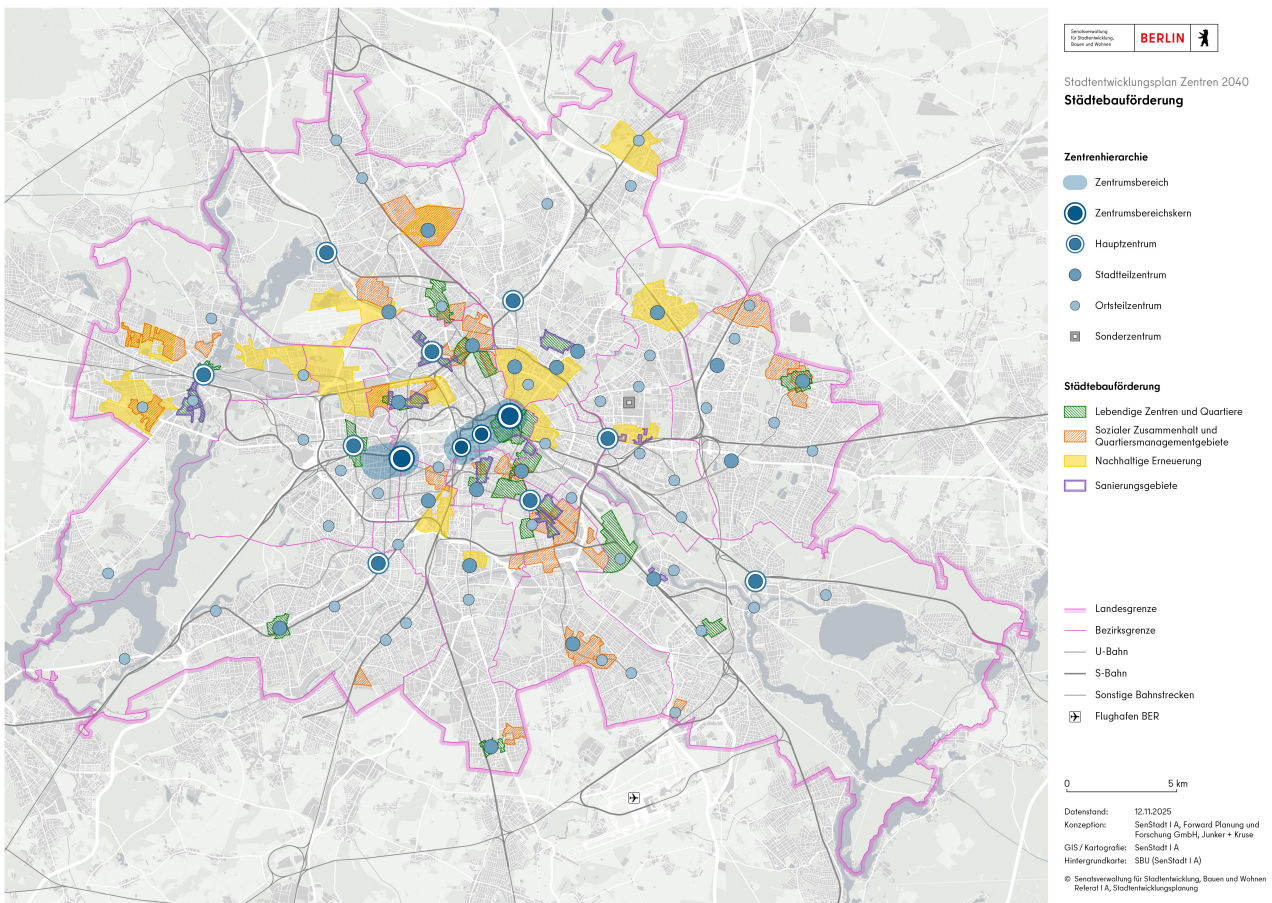 Senatsverwaltung
für Stadtentwicklung,
Bauen und Wohnen
BERLIN
Stadtentwicklungsplan Zentren 2040
Städtebauförderung
Zentrenhierarchie
Zentrumsbereich
Zentrumsbereichskern
Hauptzentrum
Stadtteilzentrum
Ortsteilzentrum
Sonderzentrum
Städtebauförderung
Lebendige Zentren und Quartiere
Sozialer Zusammenhalt und
Quartiersmanagementgebiete
Nachhaltige Erneuerung
Sanierungsgebiete
Landesgrenze
Bezirksgrenze
U-Bahn
S-Bahn
Sonstige Bahnstrecken
Flughafen BER
0 5 km
Datenstand: 12.11.2025
Konzeption: SenStadt I A, Forward Planung und
Forschung GmbH, Junker + Kruse
GIS / Kartografie: SenStadt I A
Hintergrundkarte: SBU (SenStadt I A)
© Senatsverwaltung für Stadtentwicklung, Bauen und Wohnen
Referat I A, Stadtentwicklungsplanung